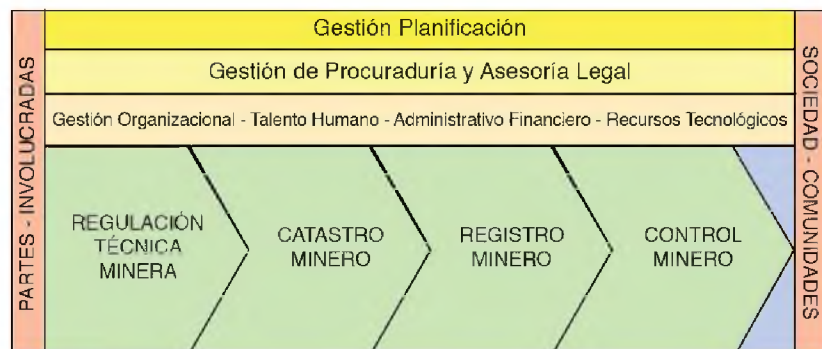 PARTES - INVOLUCRADAS
Gestión Planificación
Gestión de Procuraduría y Asesoría Legal
Gestión Organizacional - Talento Humano - Administrativo Financiero - Recursos Tecnológicos
REGULACIÓN
TÉCNICA
MINERA
CATASTRO
MINERO
REGISTRO
MINERO
CONTROL
MINERO
SOCIEDAD - COMUNIDADES